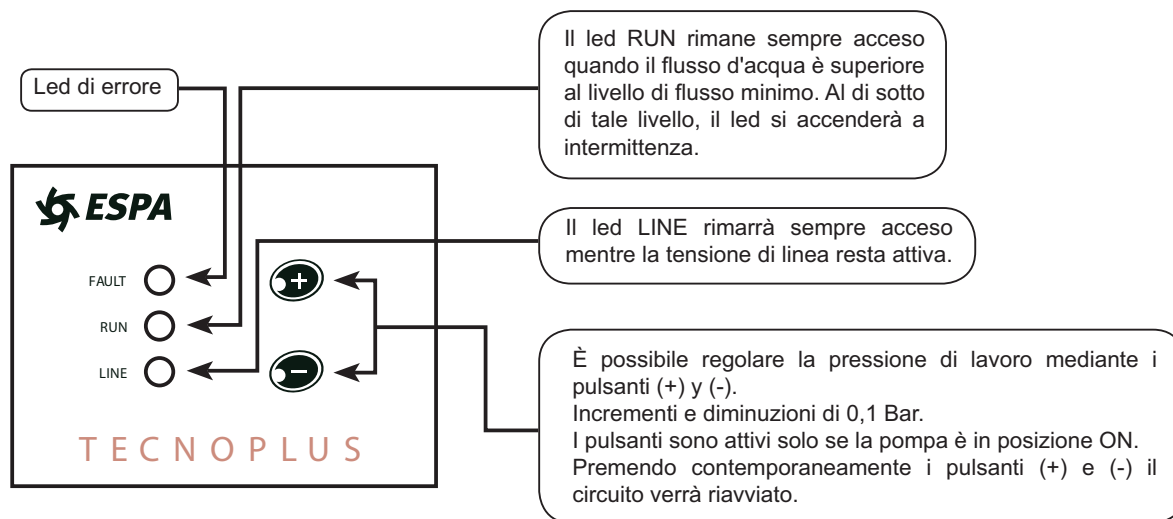 Il led RUN rimane sempre acceso
quando il flusso d'acqua è superiore
al livello di flusso minimo. Al di sotto
di tale livello, il led si accenderà a
intermittenza.
Led di errore
ESPA
Il led LINE rimarrà sempre acceso
mentre la tensione di linea resta attiva.
FAULT
+
RUN
LINE
-
È possibile regolare la pressione di lavoro mediante i
pulsanti (+) y (-).
Incrementi e diminuzioni di 0,1 Bar.
I pulsanti sono attivi solo se la pompa è in posizione ON.
Premendo contemporaneamente i pulsanti (+) e (-) il
circuito verrà riavviato.
TECNOPLUS